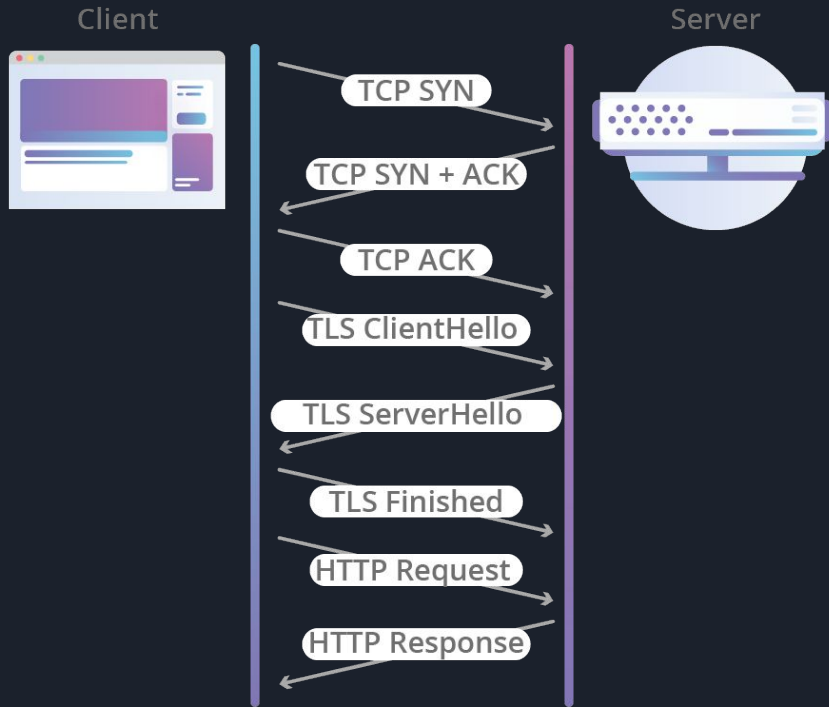 Client
Server
TCP SYN
TCP SYN + ACK
TCP ACK
TLS ClientHello
TLS ServerHello
TLS Finished
HTTP Request
HTTP Response